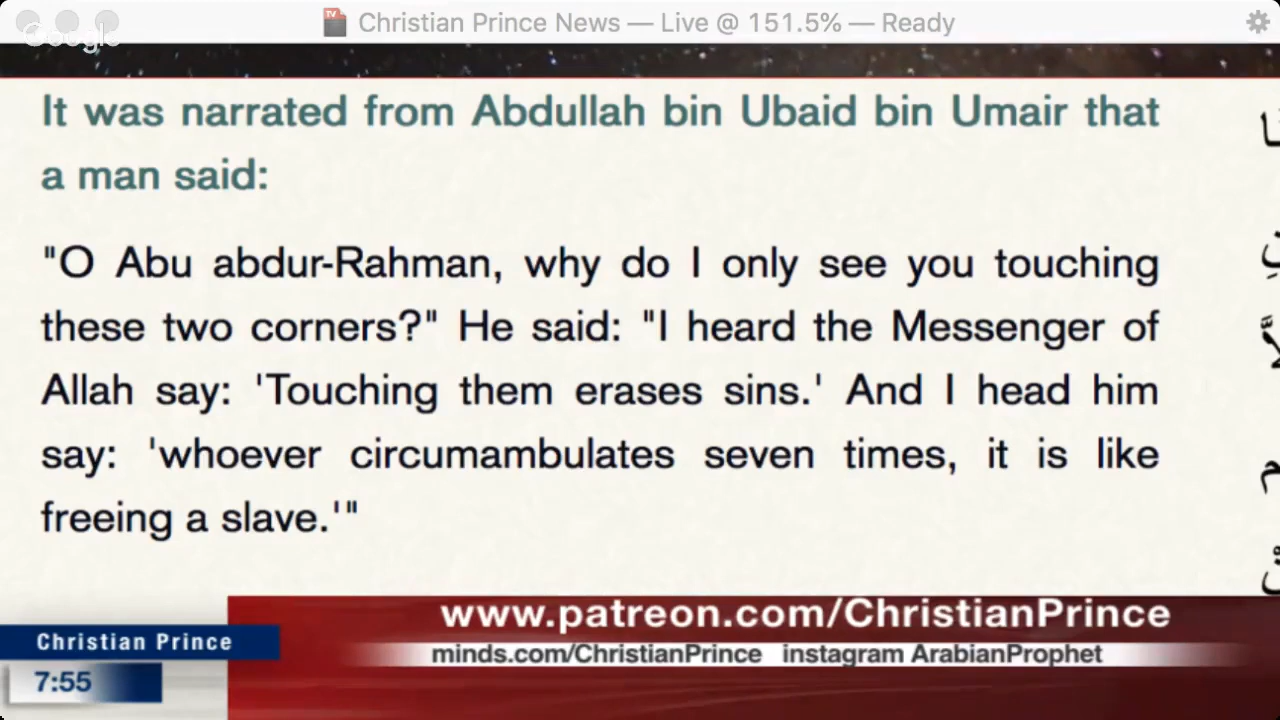 Christian Prince News — Live @ 151.5% — Ready
Google
It was narrated from Abdullah bin Ubaid bin Umair that
a man said:
"O Abu abdur-Rahman, why do I only see you touching
these two corners?" He said: "I heard the Messenger of
Allah say: 'Touching them erases sins.' And I head him
say: 'whoever circumambulates seven times, it is like
freeing a slave.'"
www.patreon.com/ChristianPrince
Christian Prince
minds.com/ChristianPrince instagram ArabianProphet
7:55